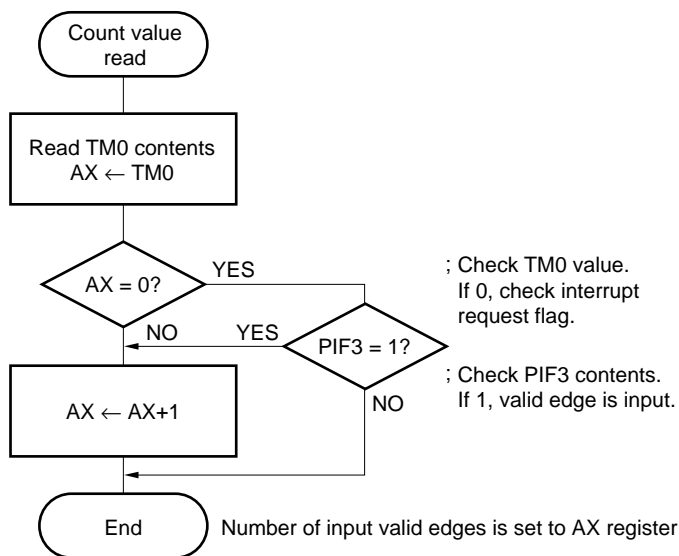 Count value
read
Read TM0 contents
AX ← TM0
AX = 0?
YES
; Check TM0 value.
If 0, check interrupt
request flag.
NO
YES
PIF3 = 1?
; Check PIF3 contents.
If 1, valid edge is input.
NO
AX ← AX+1
End
Number of input valid edges is set to AX register